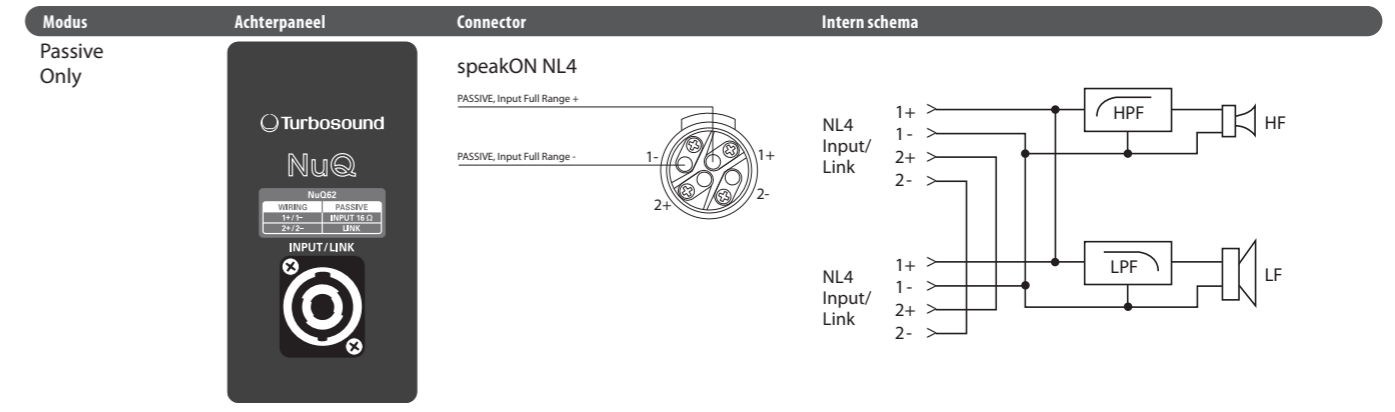 Modus Achterpaneel Connector Intern schema
Passive
Only
Turbosound
NuQ
NuQ62
WIRING PASSIVE
1+/1- INPUT 16 Ω
2+/2- LINK
INPUT/LINK
speakON NL4
PASSIVE, Input Full Range +
PASSIVE, Input Full Range -
1-
1+
2+
2-
NL4
Input/
Link
1+
1 -
2+
2 -
HPF
HF
NL4
Input/
Link
1+
1 -
2+
2 -
LPF
LF